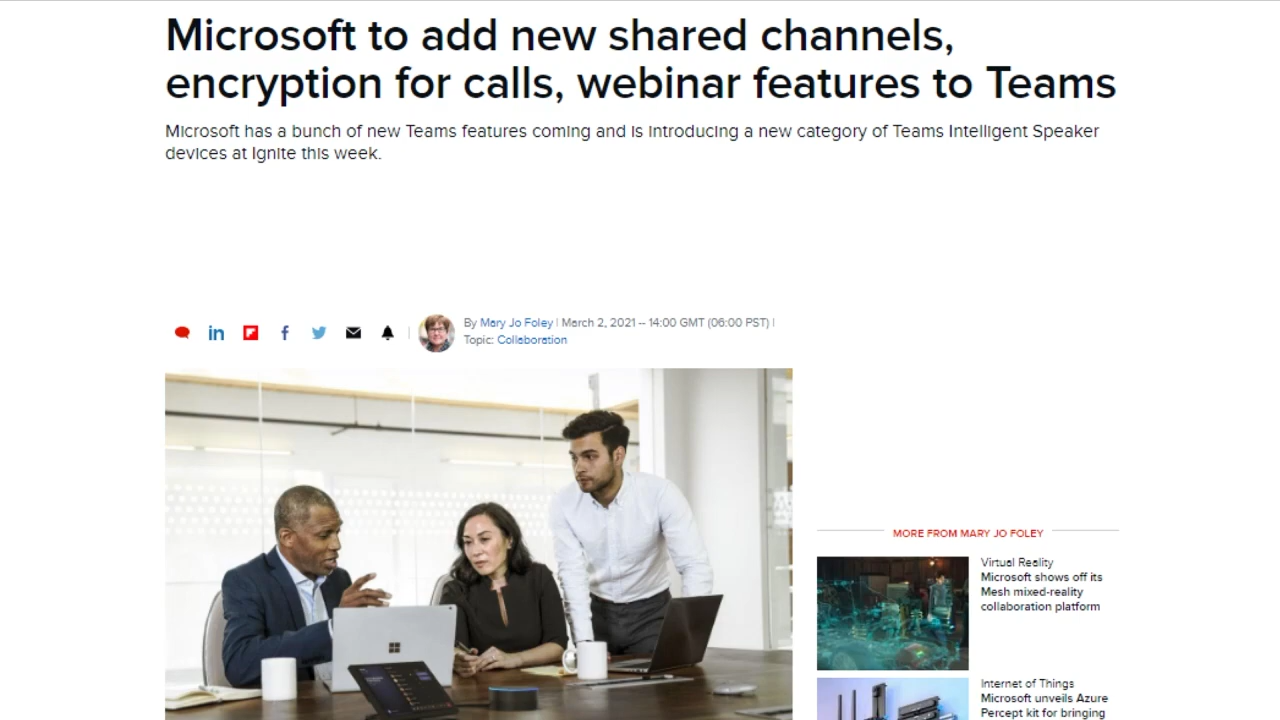 Microsoft to add new shared channels,
encryption for calls, webinar features to Teams
Microsoft has a bunch of new Teams features coming and is introducing a new category of Teams Intelligent Speaker
devices at Ignite this week.
By Mary Jo Foley | March 2, 2021 -- 14:00 GMT (06:00 PST) |
Topic: Collaboration
MORE FROM MARY JO FOLEY
Virtual Reality
Microsoft shows off its
Mesh mixed-reality
collaboration platform
Internet of Things
Microsoft unveils Azure
Percept kit for bringing